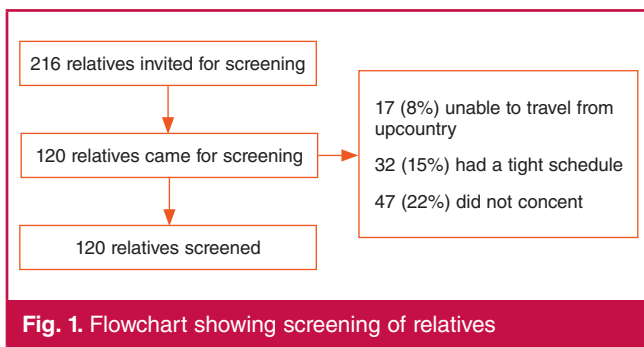 216 relatives invited for screening
120 relatives came for screening
120 relatives screened
17 (8%) unable to travel from
upcountry
32 (15%) had a tight schedule
47 (22%) did not concent
Fig. 1. Flowchart showing screening of relatives